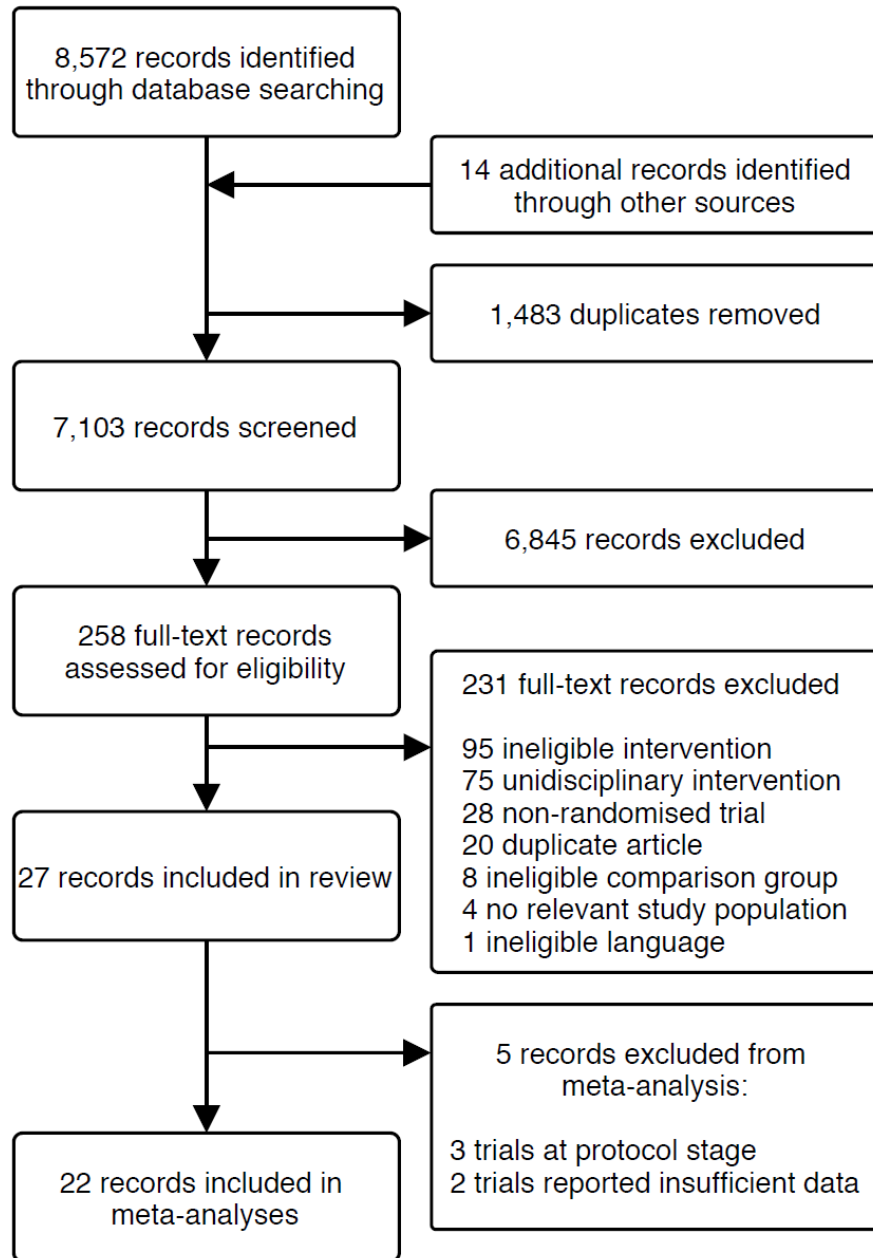 8,572 records identified
through database searching
14 additional records identified
through other sources
1,483 duplicates removed
7,103 records screened
6,845 records excluded
258 full-text records
assessed for eligibility
231 full-text records excluded
95 ineligible intervention
75 unidisciplinary intervention
28 non-randomised trial
20 duplicate article
8 ineligible comparison group
4 no relevant study population
1 ineligible language
27 records included in review
5 records excluded from
meta-analysis:
3 trials at protocol stage
2 trials reported insufficient data
22 records included in
meta-analyses